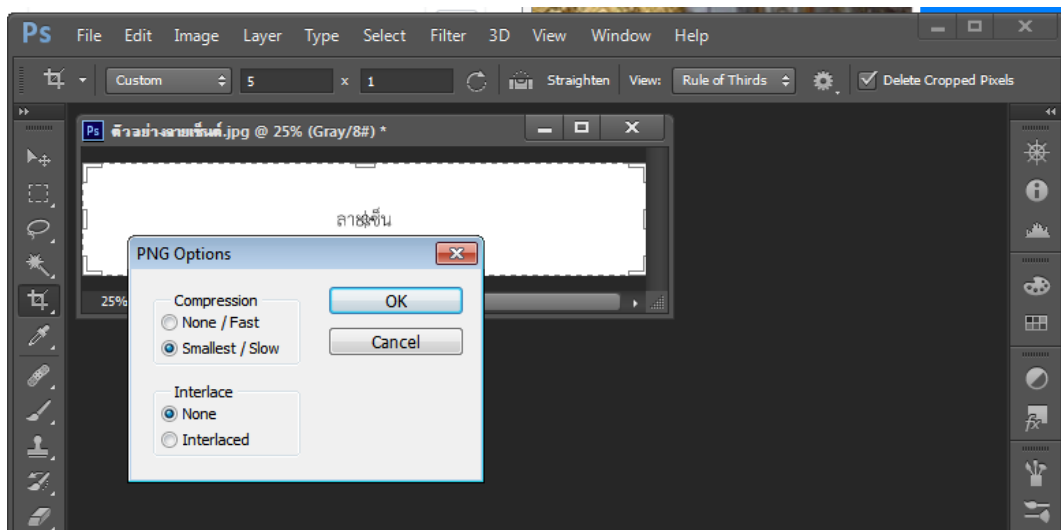 Ps File Edit Image Layer Type Select Filter 3D View Window Help
Custom 5 x 1 Straighten View: Rule of Thirds Delete Cropped Pixels
Ps ตัวอย่างลายเซ็นต์.jpg @ 25% (Gray/8#) *
ลายเซ็น
25%
PNG Options
Compression
None / Fast
Smallest / Slow
Interlace
None
Interlaced
OK
Cancel
fx